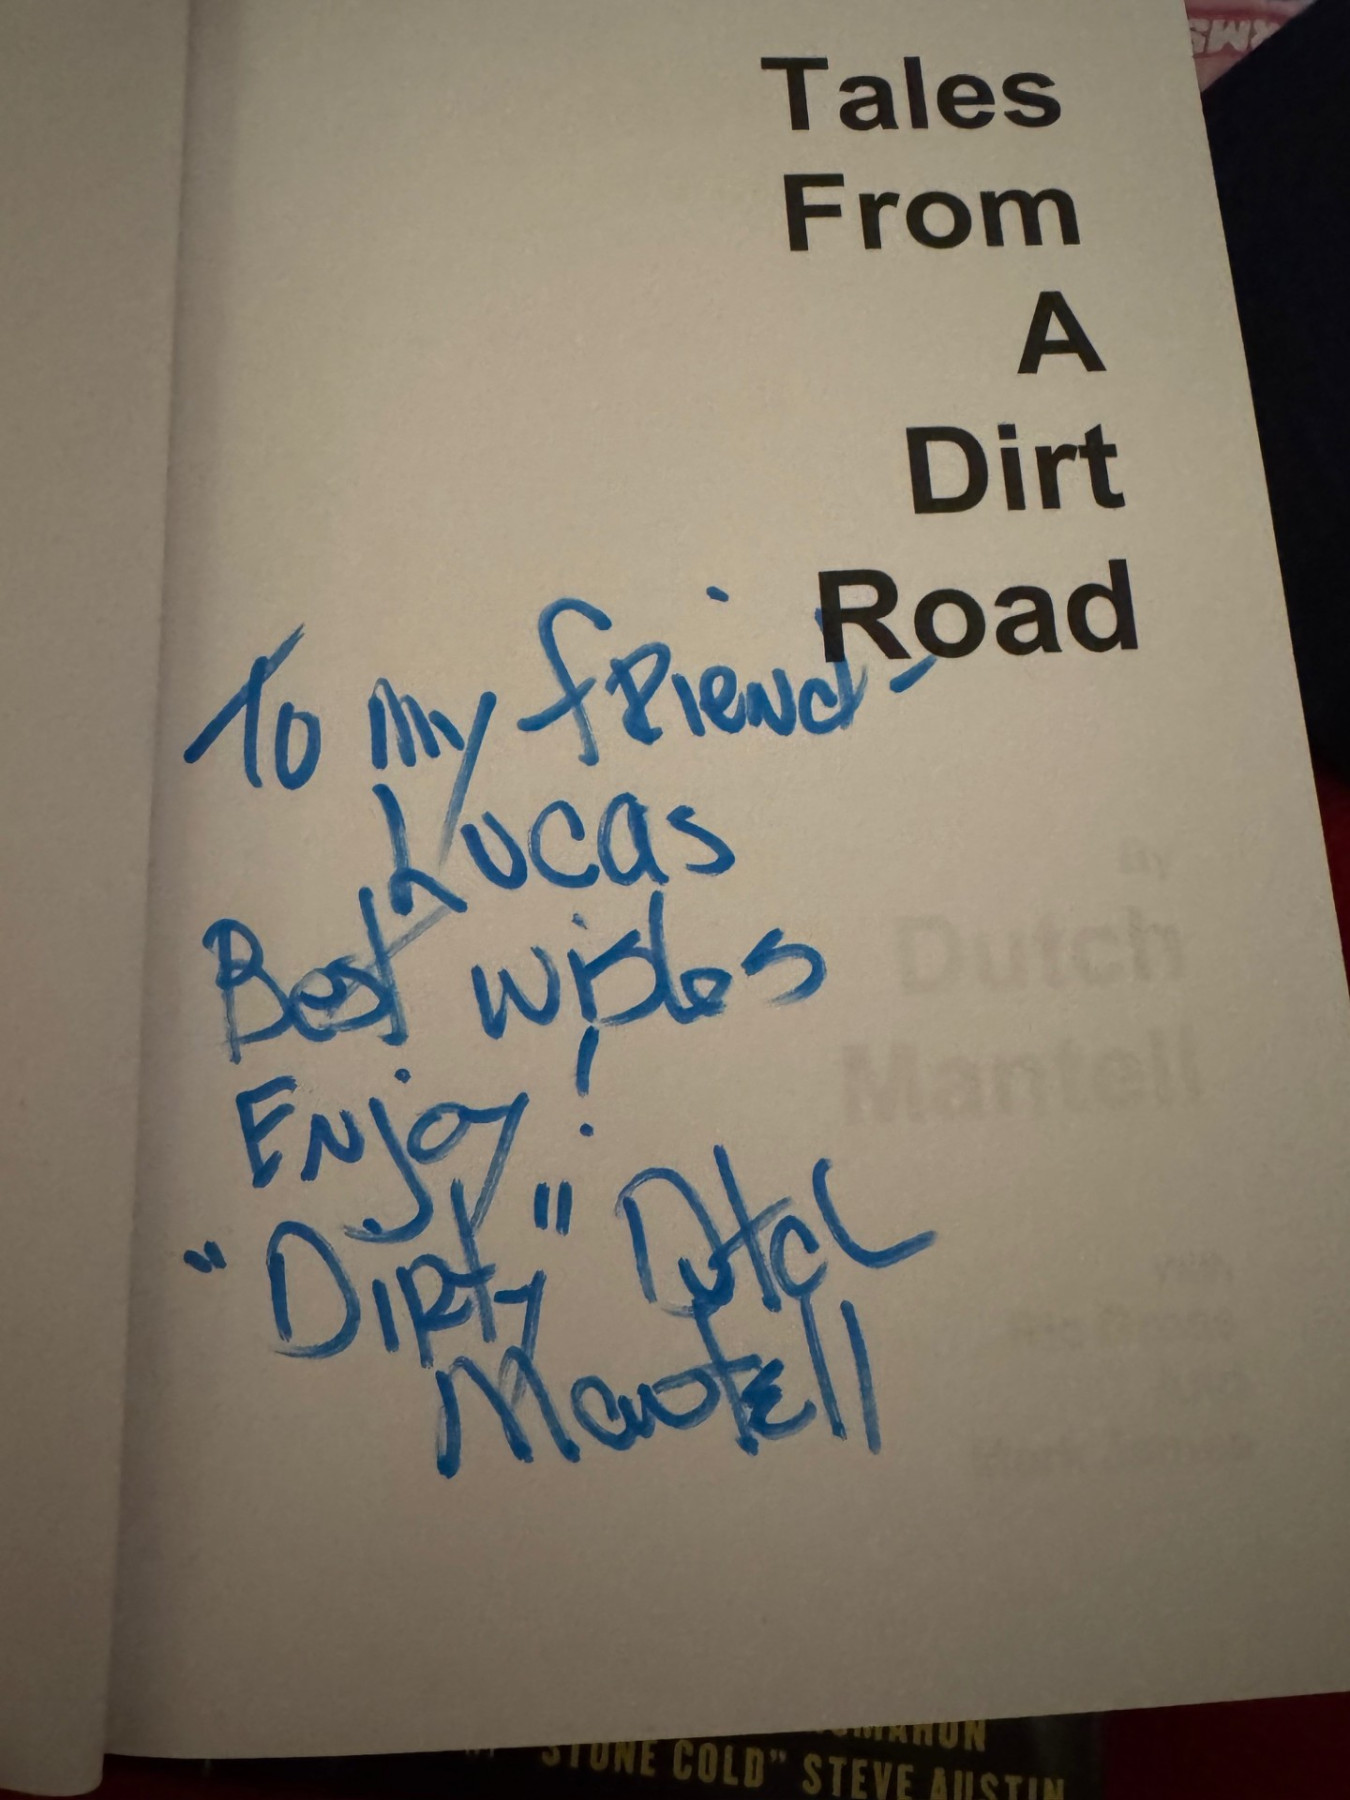 Tales
From
A
Dirt
Road
To my friend-
Lucas
Best wishes
Enjoy!
"Dirty" Dutch
Mantell
By
Dutch
Mantell
"STONE COLD" STEVE AUSTIN